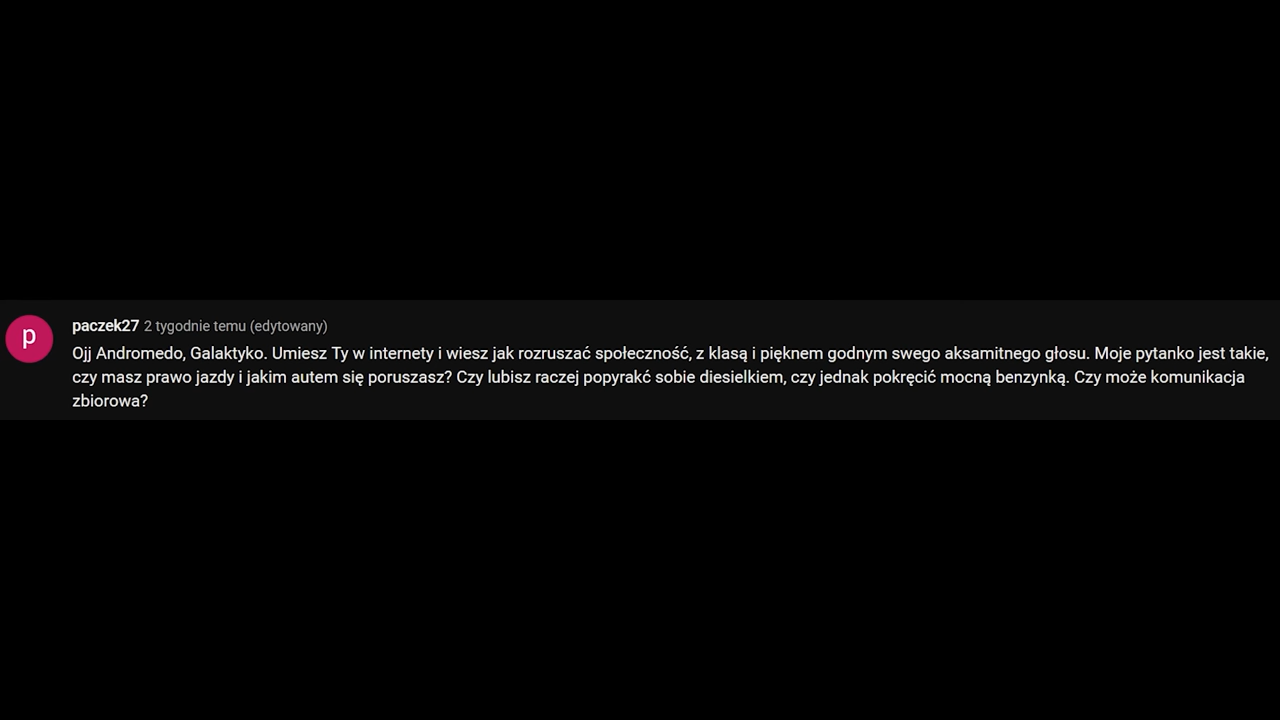 p
paczek27 2 tygodnie temu (edytowany)
Ojj Andromedo, Galaktyko. Umiesz Ty w internety i wiesz jak rozruszać społeczność, z klasą i pięknem godnym swego aksamitnego głosu. Moje pytanko jest takie,
czy masz prawo jazdy i jakim autem się poruszasz? Czy lubisz raczej popyrakć sobie diesielkiem, czy jednak pokręcić mocną benzynką. Czy może komunikacja
zbiorowa?